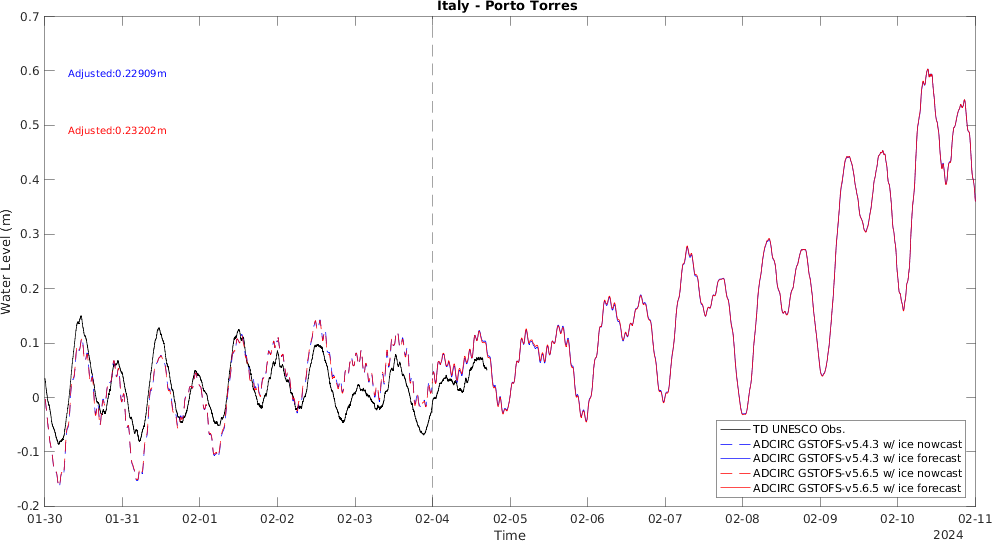 Italy - Porto Torres
0.7
0.6
0.5
0.4
0.3
0.2
0.1
0
-0.1
-0.2
Water Level (m)
Adjusted:0.22909m
Adjusted:0.23202m
TD UNESCO Obs.
ADCIRC GSTOFS-v5.4.3 w/ ice nowcast
ADCIRC GSTOFS-v5.4.3 w/ ice forecast
ADCIRC GSTOFS-v5.6.5 w/ ice nowcast
ADCIRC GSTOFS-v5.6.5 w/ ice forecast
01-30 01-31 02-01 02-02 02-03 02-04 02-05 02-06 02-07 02-08 02-09 02-10 02-11
Time
2024